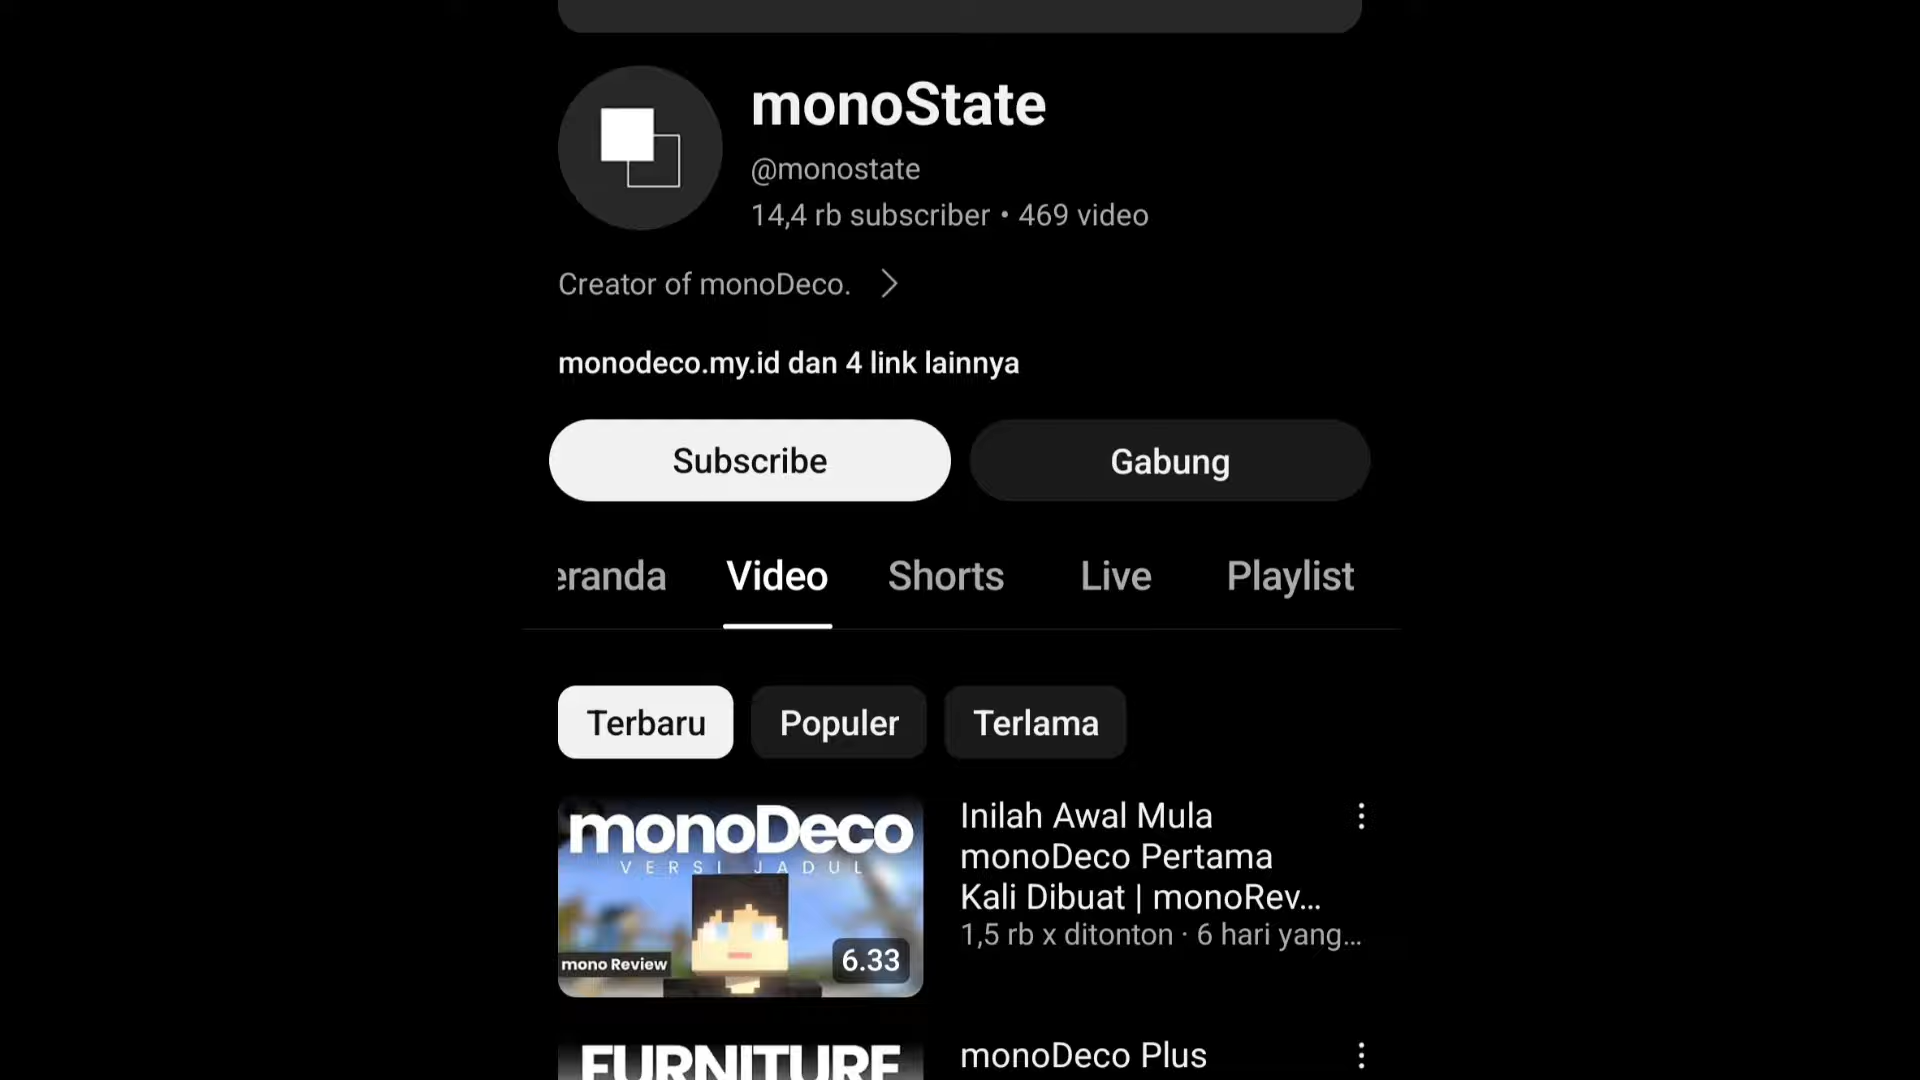 monoState
@monostate
14,4 rb subscriber • 469 video
Creator of monoDeco.
monodeco.my.id dan 4 link lainnya
Subscribe
Gabung
eranda Video Shorts Live Playlist
Terbaru Populer Terlama
monoDeco
VERSI JADUL
mono Review
6.33
Inilah Awal Mula
monoDeco Pertama
Kali Dibuat | monoRev...
1,5 rb x ditonton · 6 hari yang...
FURNITURE
monoDeco Plus